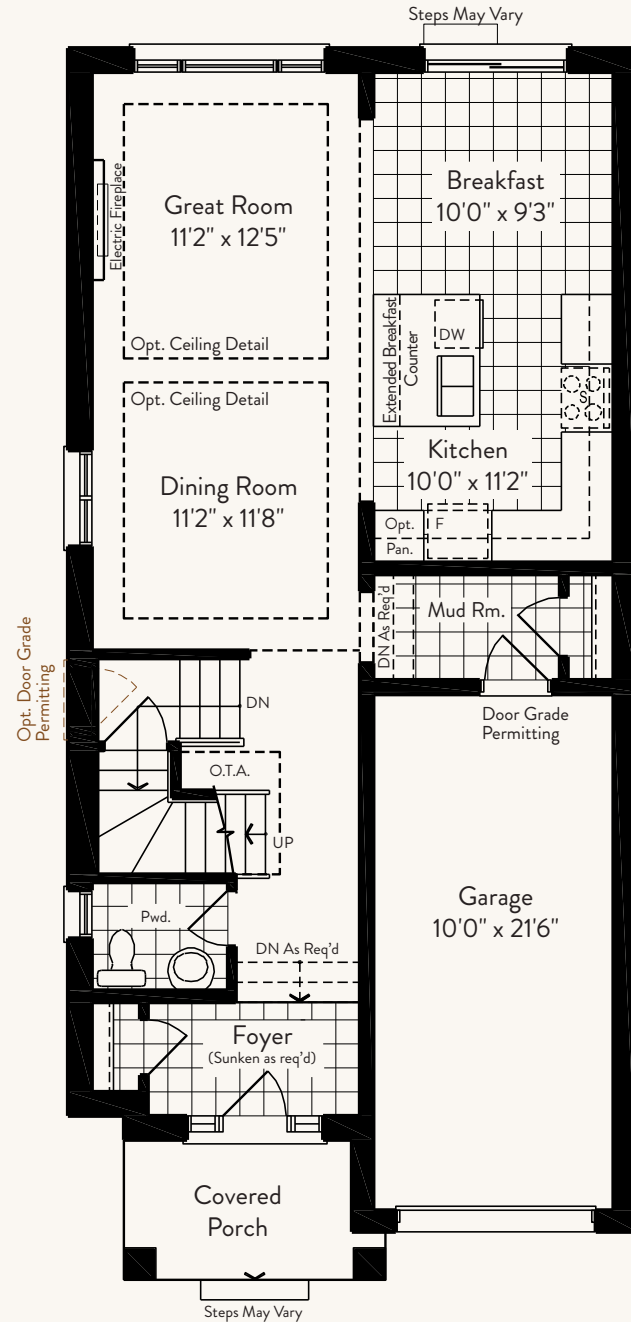 Steps May Vary
Breakfast
10'0" x 9'3"
Great Room
11'2" x 12'5"
Electric Fireplace
Opt. Ceiling Detail
Opt. Ceiling Detail
Extended Breakfast
Counter
DW
S
Kitchen
10'0" x 11'2"
Dining Room
11'2" x 11'8"
Opt.
Pan.
F
DN As Req'd
Mud Rm.
Opt. Door Grade
Permitting
DN
Door Grade
Permitting
O.T.A.
UP
Garage
10'0" x 21'6"
Pwd.
DN As Req'd
Foyer
(Sunken as req'd)
Covered
Porch
Steps May Vary